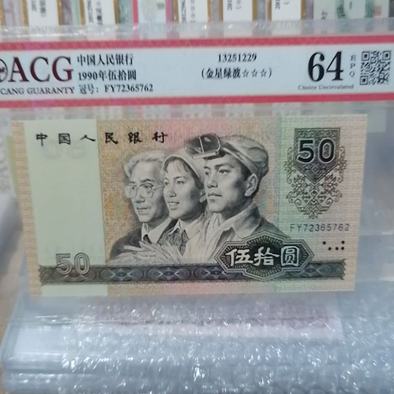 ACG
CANG GUARANTY
中国人民银行
1990年伍拾圆
冠号: FY72365762
13251229
(金星绿波☆☆☆)
64 EPQ
Choice Uncirculated
中国人民银行
50
FY72365762
50
伍拾圆